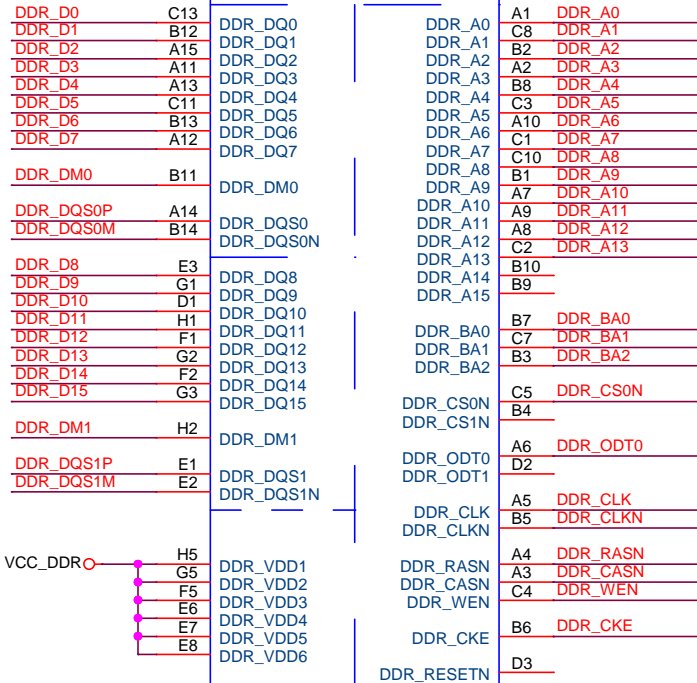 DDR_D0 C13 DDR_DQ0
DDR_D1 B12 DDR_DQ1
DDR_D2 A15 DDR_DQ2
DDR_D3 A11 DDR_DQ3
DDR_D4 A13 DDR_DQ4
DDR_D5 C11 DDR_DQ5
DDR_D6 B13 DDR_DQ6
DDR_D7 A12 DDR_DQ7
DDR_DM0 B11 DDR_DM0
DDR_DQS0P A14 DDR_DQS0
DDR_DQS0M B14 DDR_DQS0N
DDR_D8 E3 DDR_DQ8
DDR_D9 G1 DDR_DQ9
DDR_D10 D1 DDR_DQ10
DDR_D11 H1 DDR_DQ11
DDR_D12 F1 DDR_DQ12
DDR_D13 G2 DDR_DQ13
DDR_D14 F2 DDR_DQ14
DDR_D15 G3 DDR_DQ15
DDR_DM1 H2 DDR_DM1
DDR_DQS1P E1 DDR_DQS1
DDR_DQS1M E2 DDR_DQS1N
VCC_DDR H5 DDR_VDD1
G5 DDR_VDD2
F5 DDR_VDD3
E6 DDR_VDD4
E7 DDR_VDD5
E8 DDR_VDD6
DDR_A0 A1 DDR_A0
DDR_A1 C8 DDR_A1
DDR_A2 B2 DDR_A2
DDR_A3 A2 DDR_A3
DDR_A4 B8 DDR_A4
DDR_A5 C3 DDR_A5
DDR_A6 A10 DDR_A6
DDR_A7 C1 DDR_A7
DDR_A8 C10 DDR_A8
DDR_A9 B1 DDR_A9
DDR_A10 A7 DDR_A10
DDR_A11 A9 DDR_A11
DDR_A12 A8 DDR_A12
DDR_A13 C2 DDR_A13
DDR_A14 B10
DDR_A15 B9
DDR_BA0 B7 DDR_BA0
DDR_BA1 C7 DDR_BA1
DDR_BA2 B3 DDR_BA2
DDR_CS0N C5 DDR_CS0N
DDR_CS1N B4
DDR_ODT0 A6 DDR_ODT0
DDR_ODT1 D2
DDR_CLK A5 DDR_CLK
DDR_CLKN B5 DDR_CLKN
DDR_RASN A4 DDR_RASN
DDR_CASN A3 DDR_CASN
DDR_WEN C4 DDR_WEN
DDR_CKE B6 DDR_CKE
DDR_RESETN D3